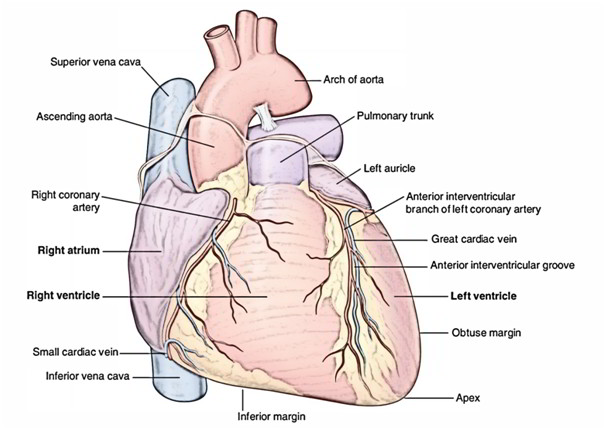 Superior vena cava
Arch of aorta
Ascending aorta
Pulmonary trunk
Left auricle
Right coronary
artery
Anterior interventricular
branch of left coronary artery
Great cardiac vein
Right atrium
Anterior interventricular groove
Right ventricle
Left ventricle
Obtuse margin
Small cardiac vein
Inferior vena cava
Apex
Inferior margin